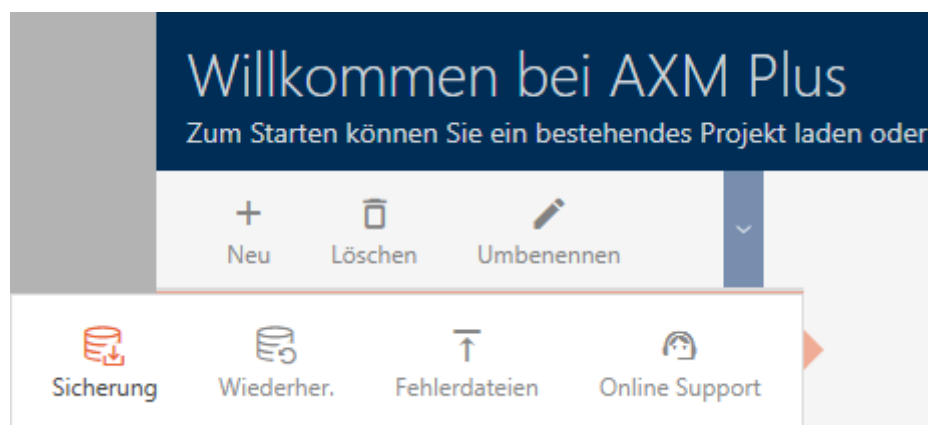 Willkommen bei AXM Plus
Zum Starten können Sie ein bestehendes Projekt laden oder
Neu Löschen Umbenennen
Sicherung Wiederher. Fehlerdateien Online Support